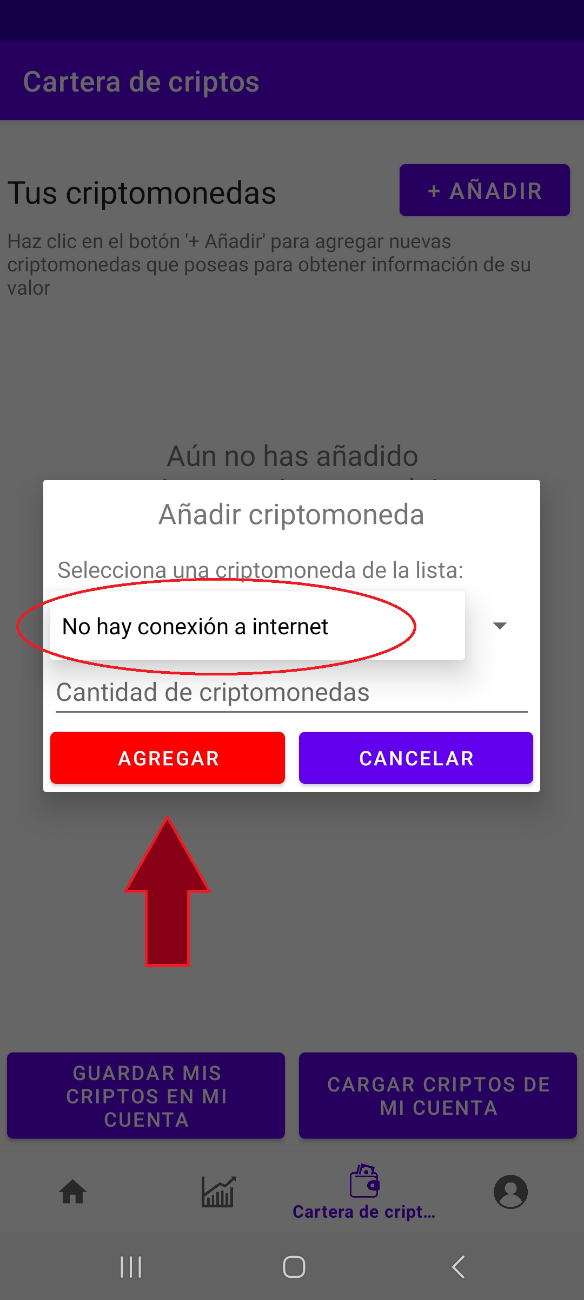 Cartera de criptos
Tus criptomonedas
+ AÑADIR
Haz clic en el botón '+ Añadir' para agregar nuevas
criptomonedas que poseas para obtener información de su
valor
Aún no has añadido
Añadir criptomoneda
Selecciona una criptomoneda de la lista:
No hay conexión a internet
Cantidad de criptomonedas
AGREGAR
CANCELAR
GUARDAR MIS
CRIPTOS EN MI
CUENTA
CARGAR CRIPTOS DE
MI CUENTA
Cartera de cript...